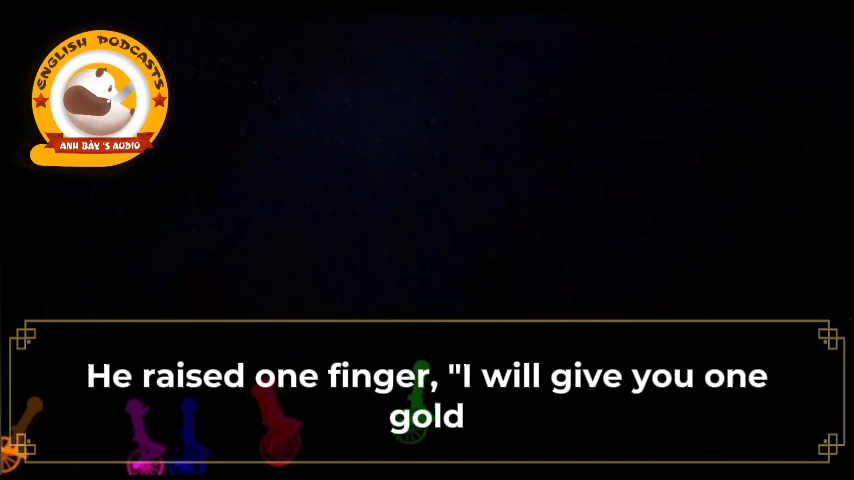 ENGLISH PODCASTS
ANH BẢY 'S AUDIO
He raised one finger, "I will give you one
gold